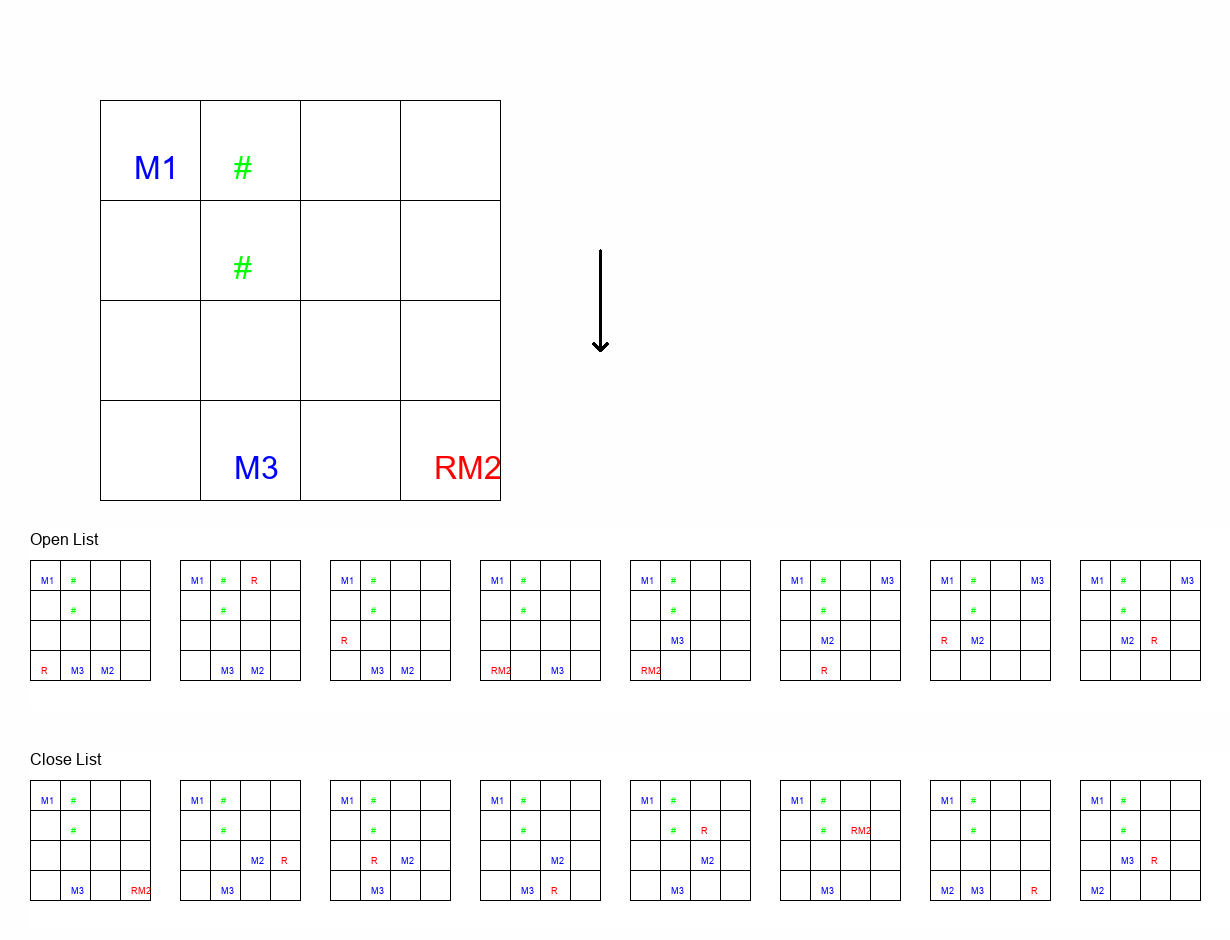 M1 #
#
M3 RM2
Open List
M1 # M1 # R M1 # M1 # M1 # M1 # M3 M1 # M3 M1 # M3
# # # # # # # #
R M3 M2 R M2 M2 R
R M3 M2 M3 M2 M3 M2 RM2 M3 RM2 R
Close List
M1 # M1 # M1 # M1 # M1 # M1 # M1 # M1 #
# # # # # R # RM2 # #
M2 R R M2 M2 M2 M3 R
M3 RM2 M3 M3 M3 R M3 M3 M2 M3 R M2